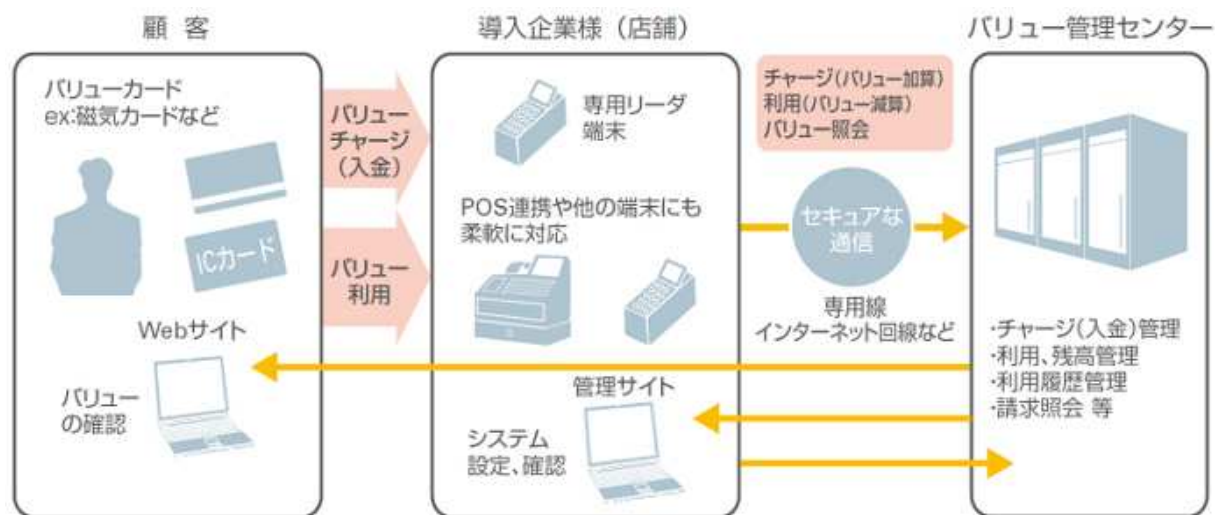 顧 客
バリューカード
ex:磁気カードなど
ICカード
Webサイト
バリュー
の確認
バリュー
チャージ
(入金)
バリュー
利用
導入企業様（店舗）
専用リーダ
端末
POS連携や他の端末にも
柔軟に対応
管理サイト
システム
設定、確認
チャージ(バリュー加算)
利用(バリュー減算)
バリュー照会
セキュアな
通信
専用線
インターネット回線など
バリュー管理センター
・チャージ(入金)管理
・利用、残高管理
・利用履歴管理
・請求照会 等